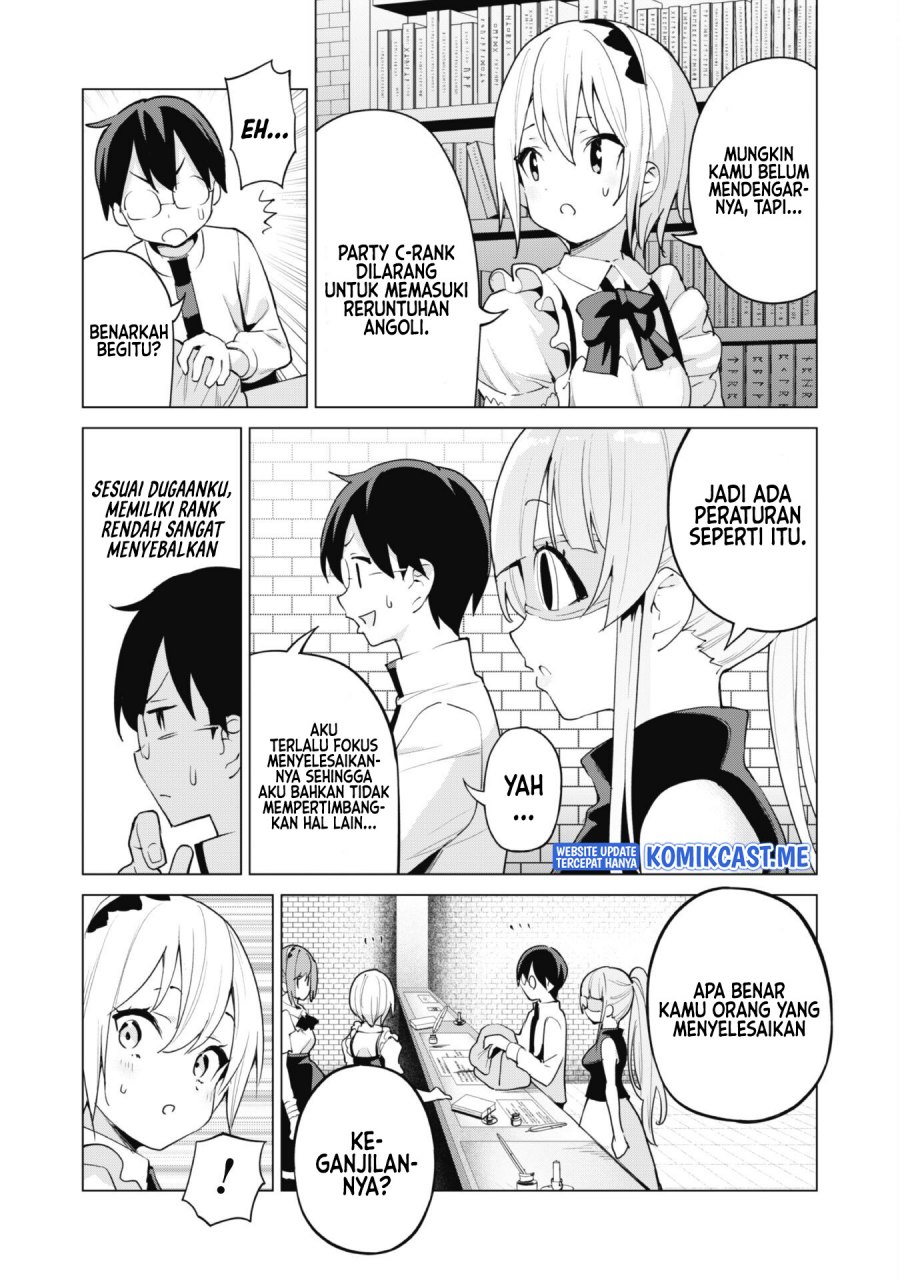 MUNGKIN
KAMU BELUM
MENDENGAR-
NYA, TAPI...
PARTY C-RANK
DILARANG
UNTUK MEMASUKI
RERUNTUHAN
ANGOLI.
EH...
BENARKAH
BEGITU?
JADI ADA
PERATURAN
SEPERTI ITU.
YAH
...
AKU
TERLALU FOKUS
MENYELESAIKAN-
NYA SEHINGGA
AKU BAHKAN TIDAK
MEMPERTIMBANG-
KAN HAL LAIN...
SESUAI DUGAANKU,
MEMILIKI RANK
RENDAH SANGAT
MENYEBALKAN
WEBSITE UPDATE
TERCEPAT HANYA
KOMIKCAST.ME
APA BENAR
KAMU ORANG YANG
MENYELESAIKAN
KE-
GANJILAN-
NYA?
!